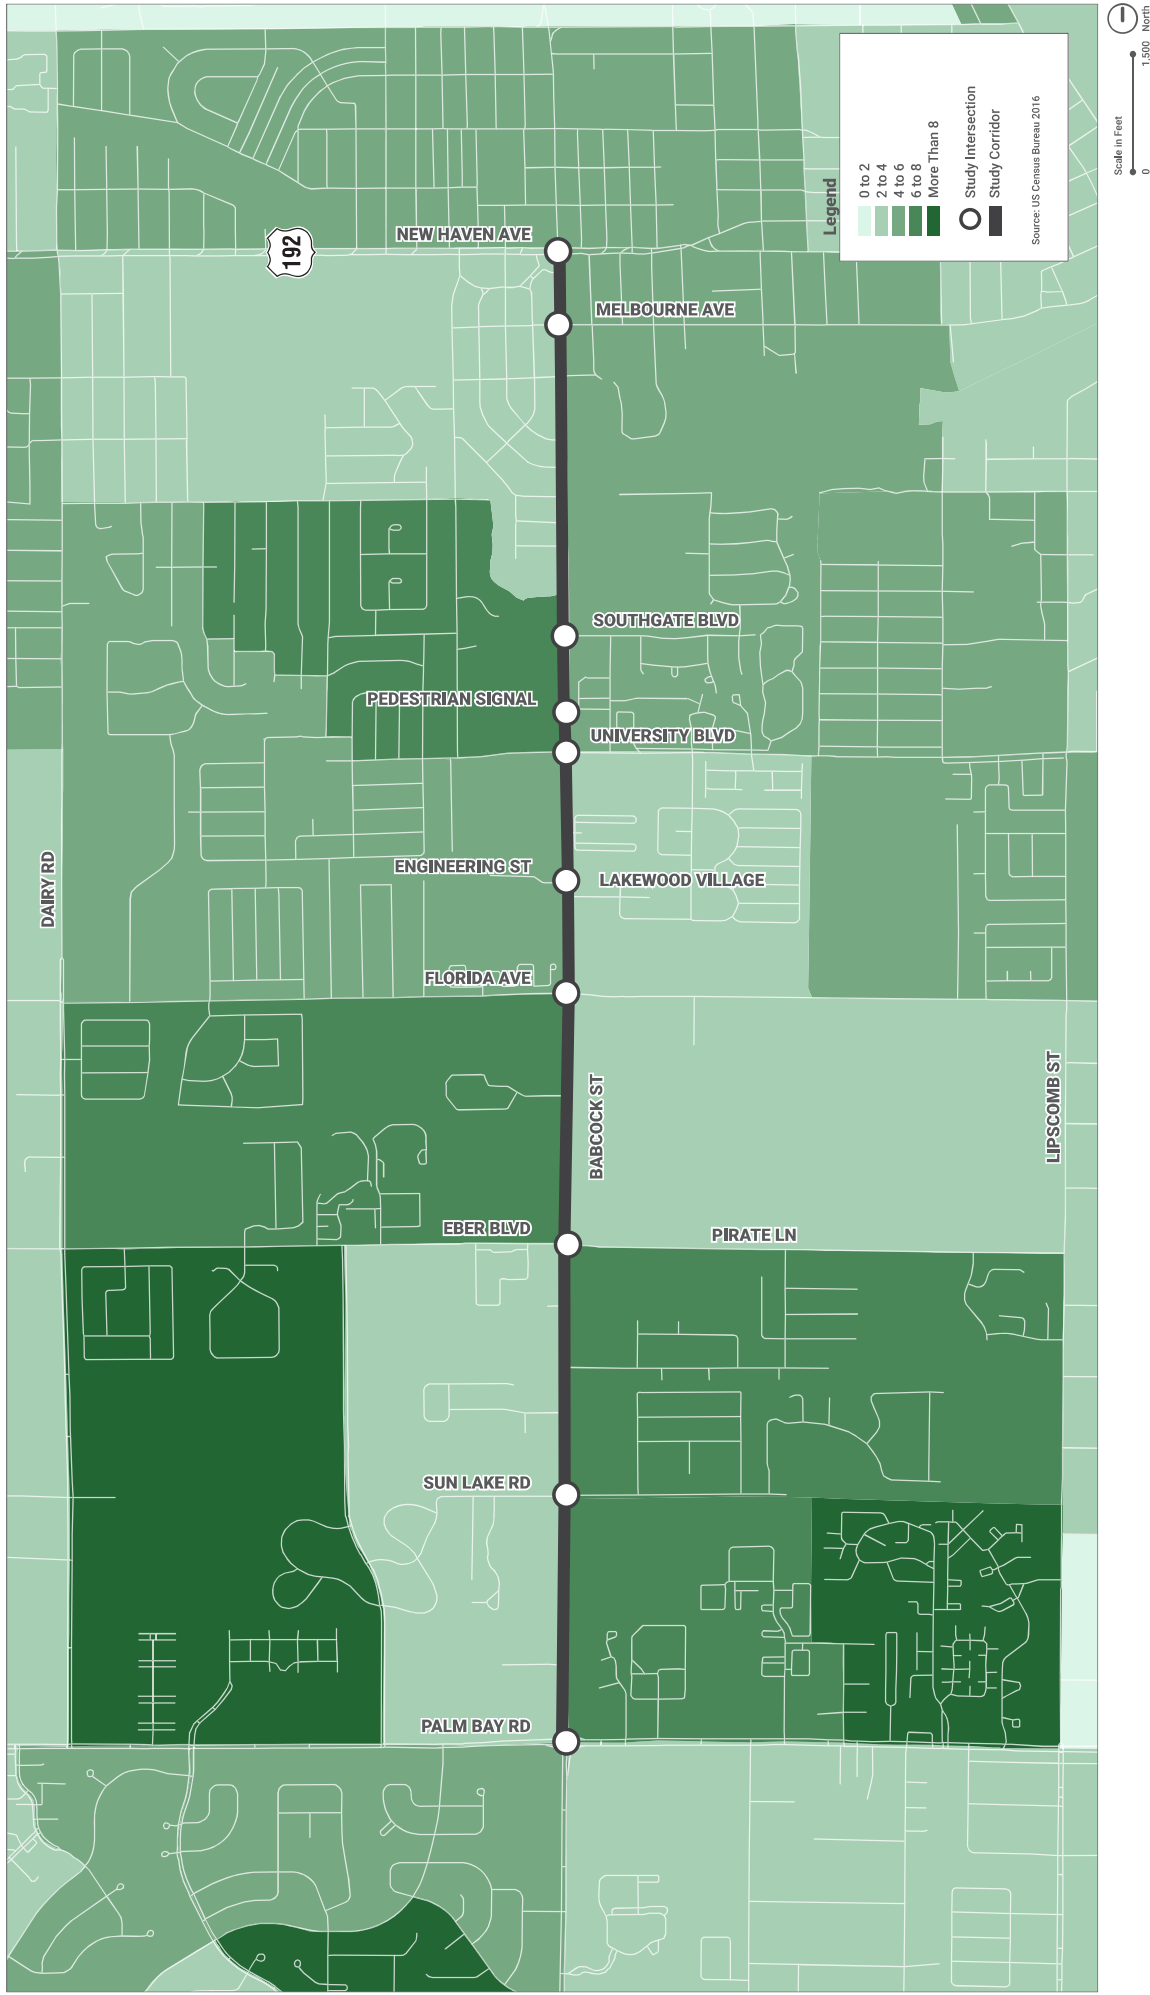 NEW HAVEN AVE
192
MELBOURNE AVE
SOUTHGATE BLVD
PEDESTRIAN SIGNAL
UNIVERSITY BLVD
ENGINEERING ST
LAKEWOOD VILLAGE
DAIRY RD
FLORIDA AVE
BABCOCK ST
LIPSCOMB ST
EBER BLVD
PIRATE LN
SUN LAKE RD
PALM BAY RD
Legend
0 to 2
2 to 4
4 to 6
6 to 8
More Than 8
Study Intersection
Study Corridor
Source: US Census Bureau 2016
Scale in Feet
0 1,500
North